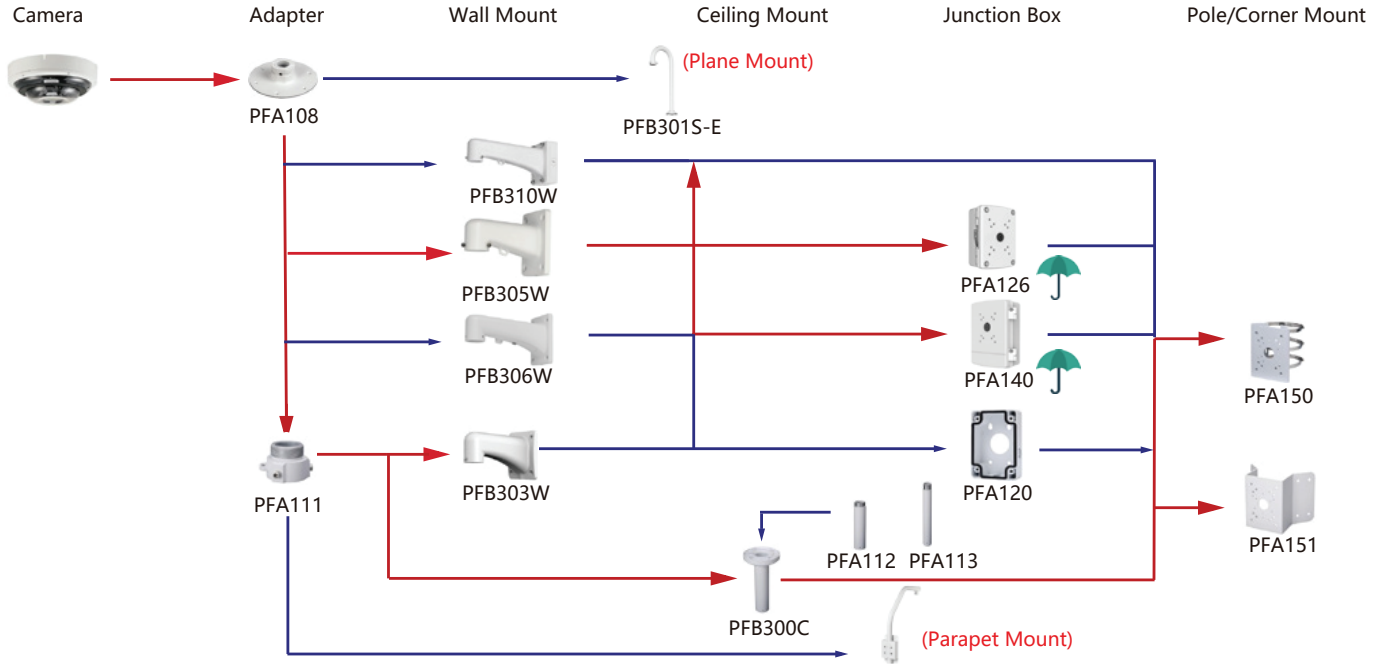 Camera
Adapter
Wall Mount
Ceiling Mount
Junction Box
Pole/Corner Mount
(Plane Mount)
PFA108
PFB301S-E
PFB310W
PFA126
PFB305W
PFB306W
PFA140
PFA150
PFA111
PFB303W
PFA120
PFA151
PFA112
PFA113
PFB300C
(Parapet Mount)